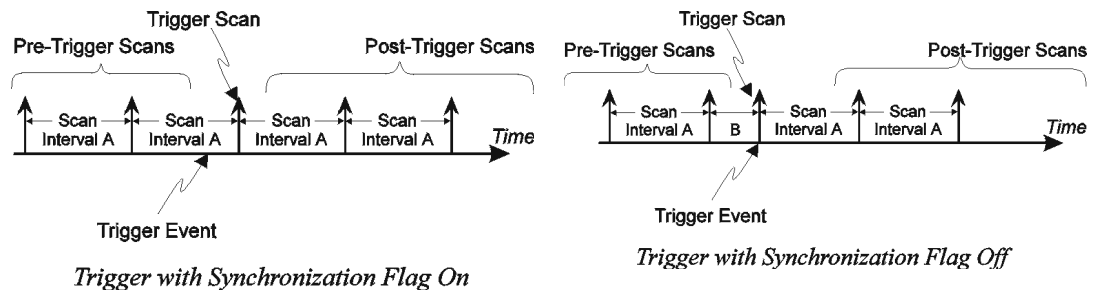 Trigger Scan
Pre-Trigger Scans
Post-Trigger Scans
Scan Interval A
Scan Interval A
Scan Interval A
Scan Interval A
Time
Trigger Event
Trigger with Synchronization Flag On
Trigger Scan
Pre-Trigger Scans
Post-Trigger Scans
Scan Interval A
B
Scan Interval A
Scan Interval A
Time
Trigger Event
Trigger with Synchronization Flag Off